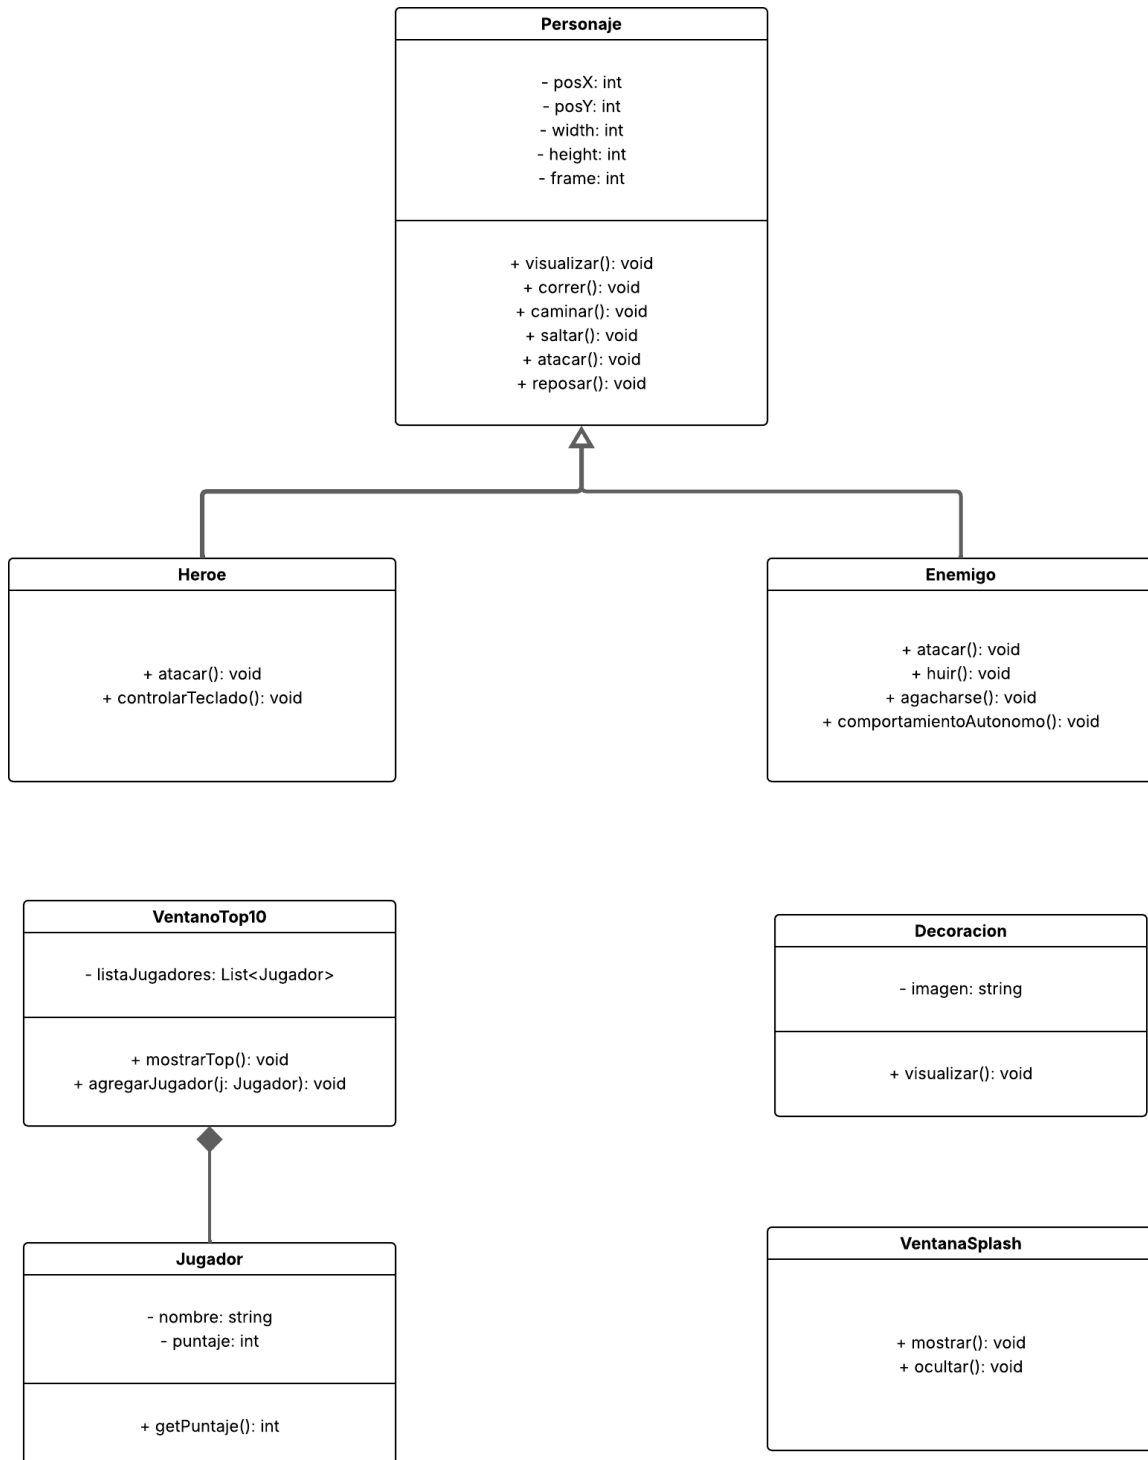 Personaje
- posX: int
- posY: int
- width: int
- height: int
- frame: int
+ visualizar(): void
+ correr(): void
+ caminar(): void
+ saltar(): void
+ atacar(): void
+ reposar(): void
Heroe
+ atacar(): void
+ controlarTeclado(): void
Enemigo
+ atacar(): void
+ huir(): void
+ agacharse(): void
+ comportamientoAutonomo(): void
VentanoTop10
- listaJugadores: List<Jugador>
+ mostrarTop(): void
+ agregarJugador(j: Jugador): void
Decoracion
- imagen: string
+ visualizar(): void
Jugador
- nombre: string
- puntaje: int
+ getPuntaje(): int
VentanaSplash
+ mostrar(): void
+ ocultar(): void